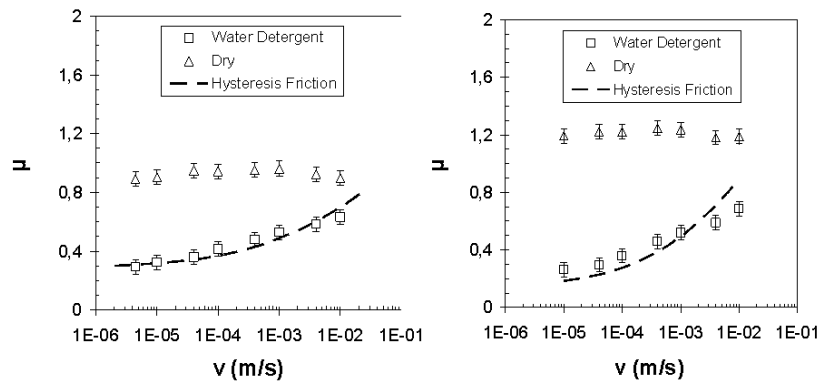 2
Water Detergent
Dry
Hysteresis Friction
1,6
1,2
μ
0,8
0,4
0
1E-06 1E-05 1E-04 1E-03 1E-02 1E-01
v (m/s)
2
Water Detergent
Dry
Hysteresis Friction
1,6
1,2
μ
0,8
0,4
0
1E-06 1E-05 1E-04 1E-03 1E-02 1E-01
v (m/s)